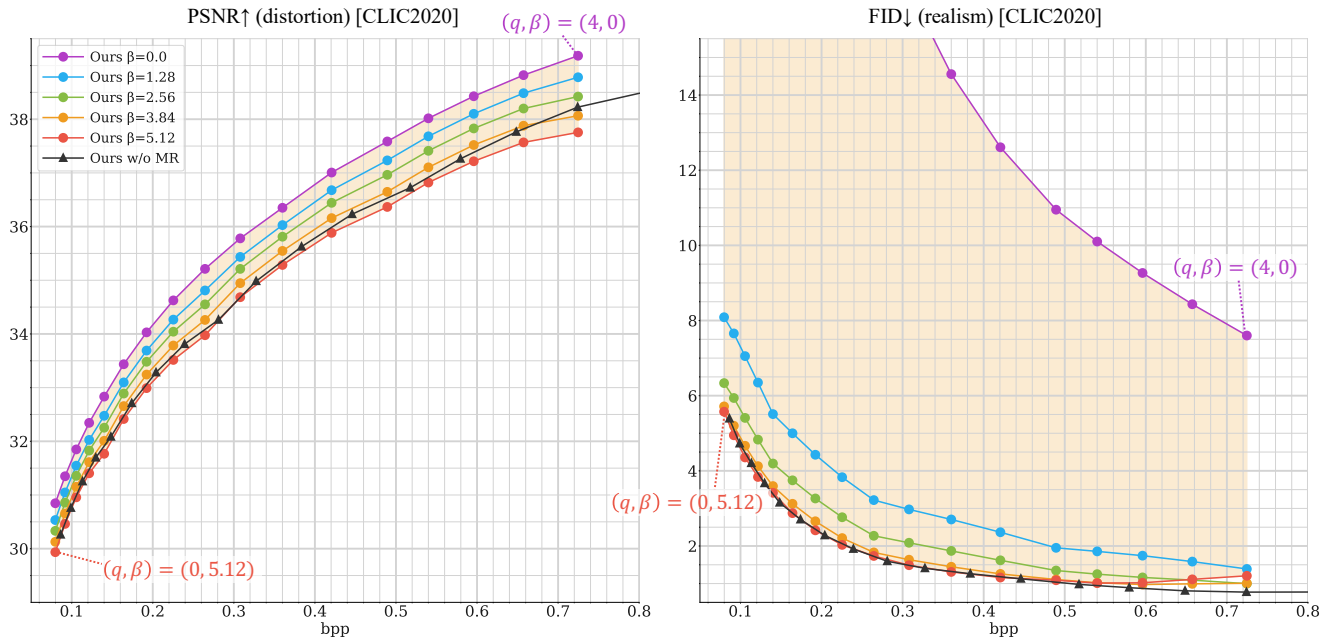 PSNR↑ (distortion) [CLIC2020]
(q, β) = (4, 0)
Ours β=0.0
Ours β=1.28
Ours β=2.56
Ours β=3.84
Ours β=5.12
Ours w/o MR
38
36
34
32
30
(q, β) = (0, 5.12)
0.1 0.2 0.3 0.4 0.5 0.6 0.7 0.8
bpp
FID↓ (realism) [CLIC2020]
14
12
10
8
6
4
2
(q, β) = (4, 0)
(q, β) = (0, 5.12)
0.1 0.2 0.3 0.4 0.5 0.6 0.7 0.8
bpp